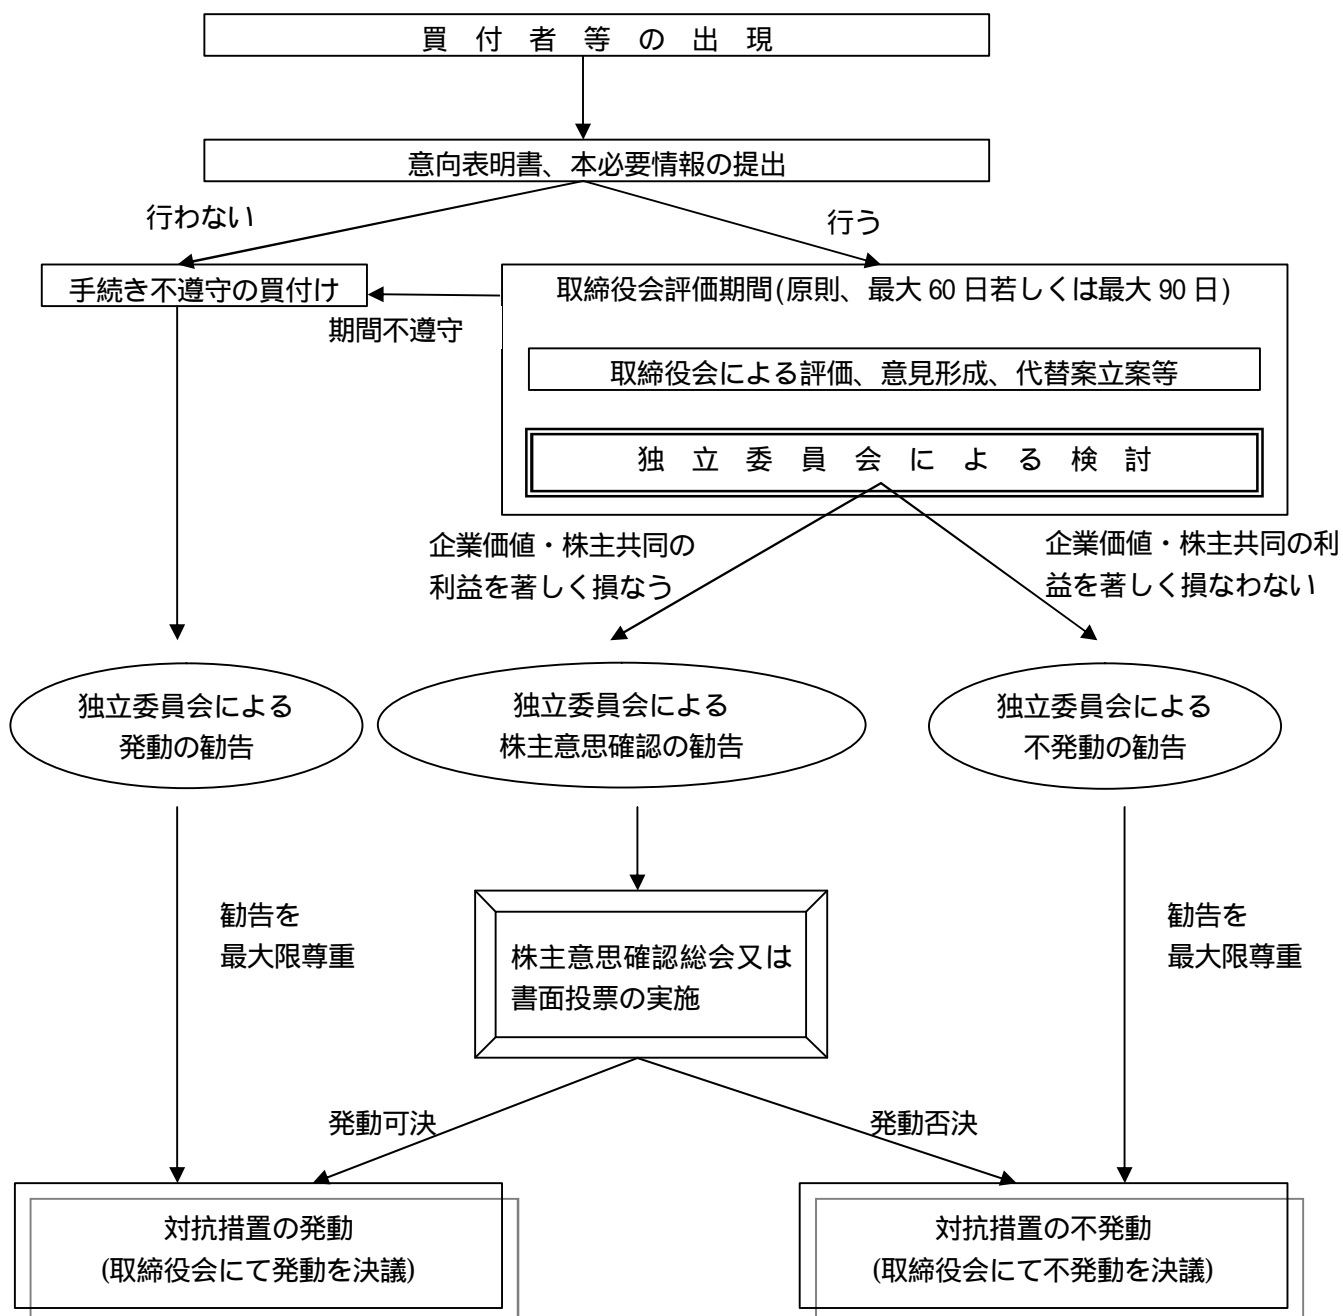 買付者等の出現
意向表明書、本必要情報の提出
行わない
行う
手続き不遵守の買付け
取締役会評価期間(原則、最大60日若しくは最大90日)
期間不遵守
取締役会による評価、意見形成、代替案立案等
独立委員会による検討
企業価値・株主共同の
利益を著しく損なう
企業価値・株主共同の利
益を著しく損なわない
独立委員会による
発動の勧告
独立委員会による
株主意思確認の勧告
独立委員会による
不発動の勧告
勧告を
最大限尊重
株主意思確認総会又は
書面投票の実施
勧告を
最大限尊重
発動可決
発動否決
対抗措置の発動
(取締役会にて発動を決議)
対抗措置の不発動
(取締役会にて不発動を決議)